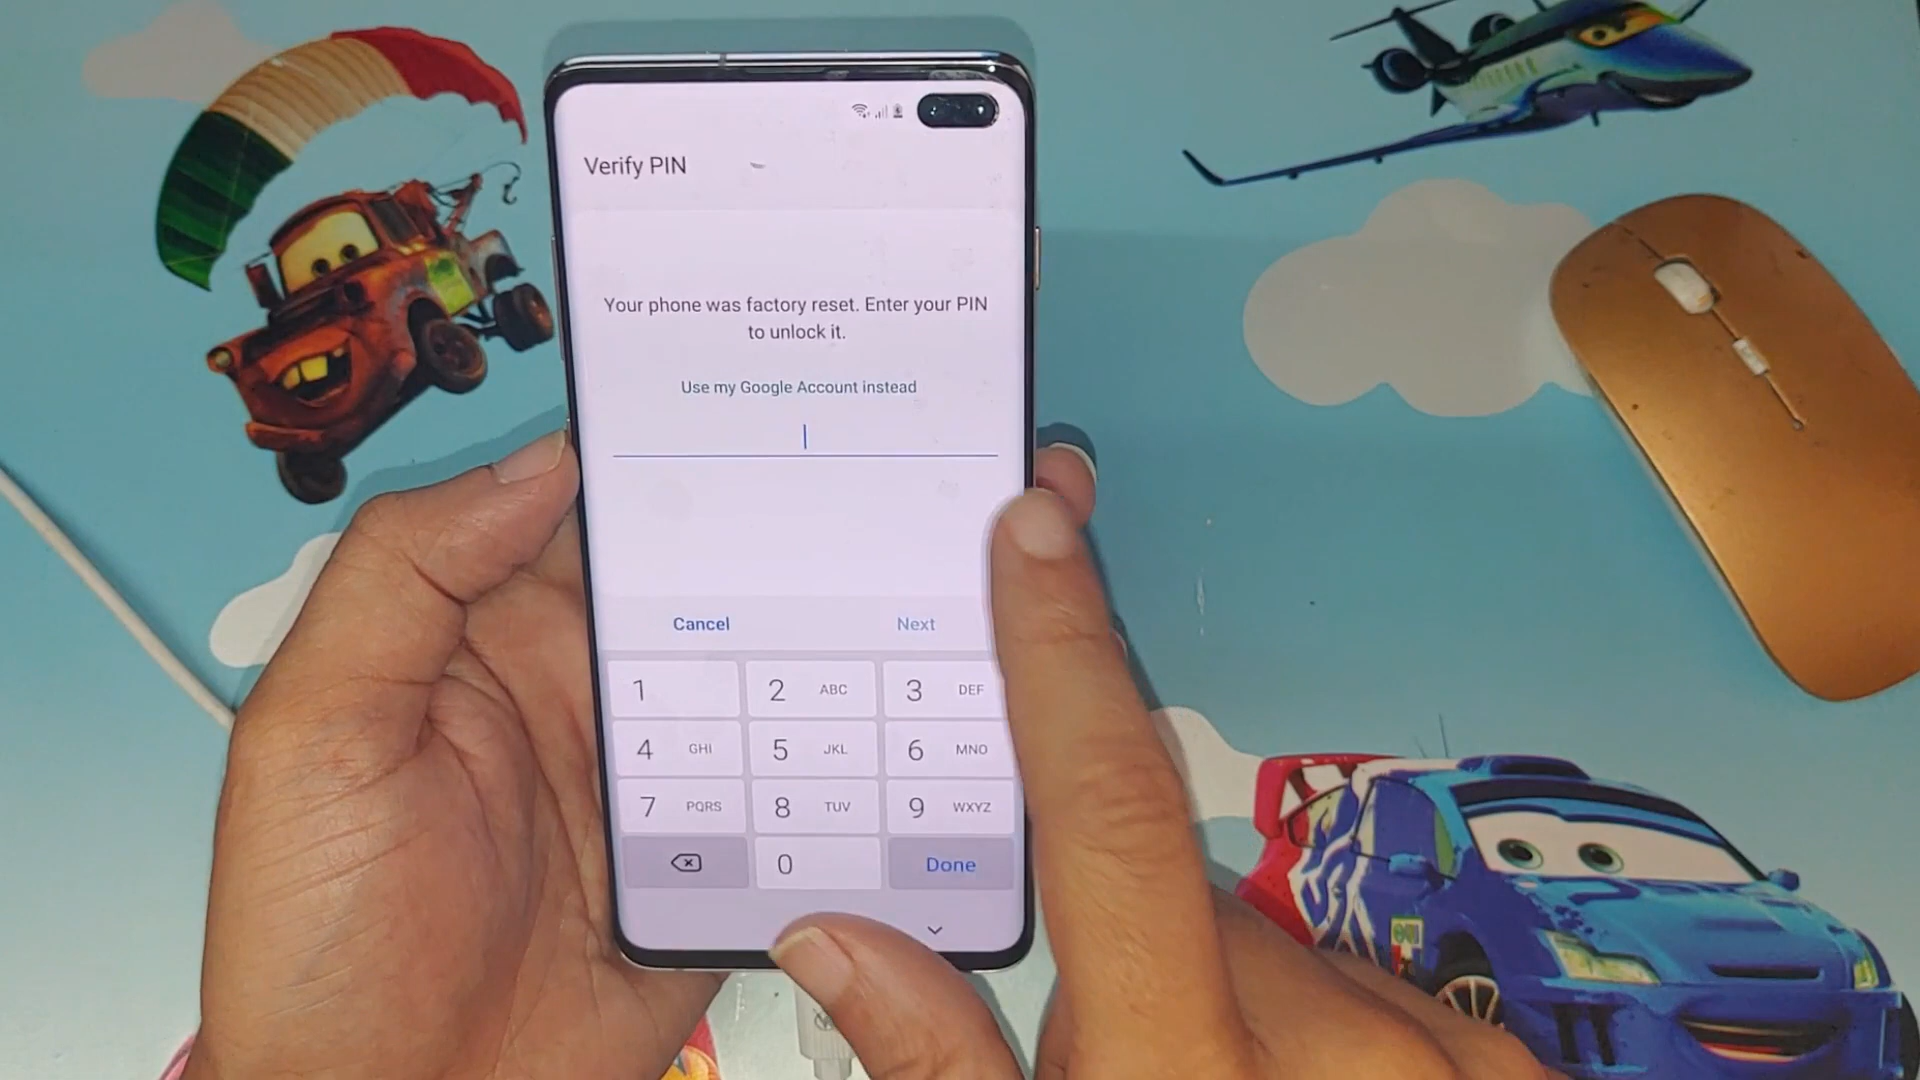 Verify PIN
Your phone was factory reset. Enter your PIN
to unlock it.
Use my Google Account instead
Cancel Next
1 2 ABC 3 DEF
4 GHI 5 JKL 6 MNO
7 PQRS 8 TUV 9 WXYZ
0 Done